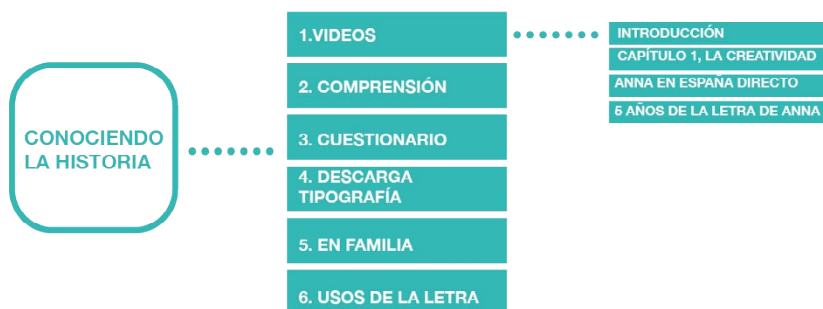 CONOCIENDO
LA HISTORIA
1.VIDEOS
2. COMPRENSIÓN
3. CUESTIONARIO
4. DESCARGA
TIPOGRAFÍA
5. EN FAMILIA
6. USOS DE LA LETRA
INTRODUCCIÓN
CAPÍTULO 1, LA CREATIVIDAD
ANNA EN ESPAÑA DIRECTO
5 AÑOS DE LA LETRA DE ANNA